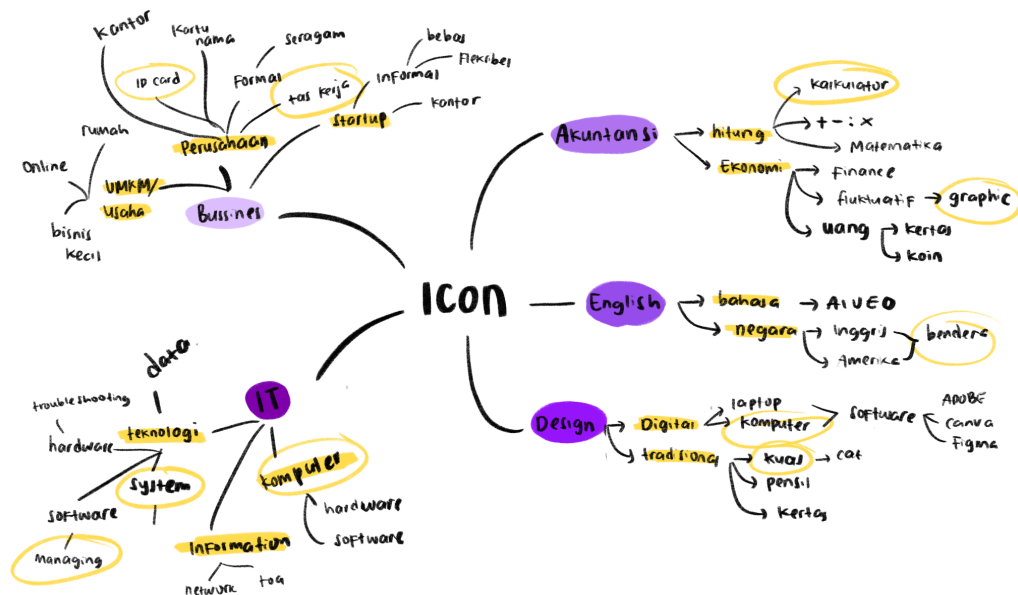 Icon
Bussines
Perusahaan
Kantor
Kartu
nama
ID card
Formal
seragam
tas kerja
startup
InFormal
bebas
Flexibel
kantor
UMKM/
usaha
rumah
Online
bisnis
kecil
IT
teknologi
data
hardware
troubleshooting
system
software
Managing
InFormation
network
komputer
hardware
software
Akuntansi
hitung
kalkulator
+ - : x
Matematika
Ekonomi
Finance
fluktuatif
graphic
uang
kertas
koin
English
bahasa
AIUEO
negara
Inggris
Amerika
bendera
Design
Digital
laptop
komputer
software
ADOBE
canva
Figma
tradisional
kuas
cat
pensil
kertas